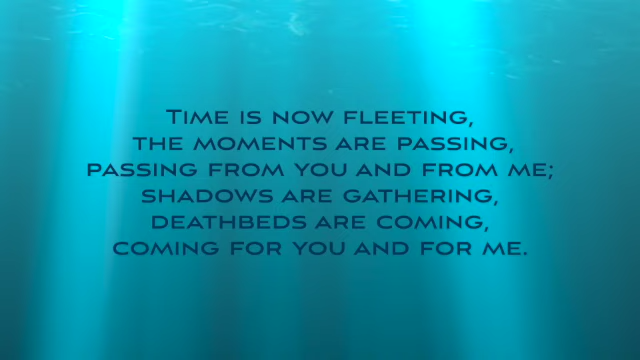 Time is now fleeting,
the moments are passing,
passing from you and from me;
shadows are gathering,
deathbeds are coming,
coming for you and for me.